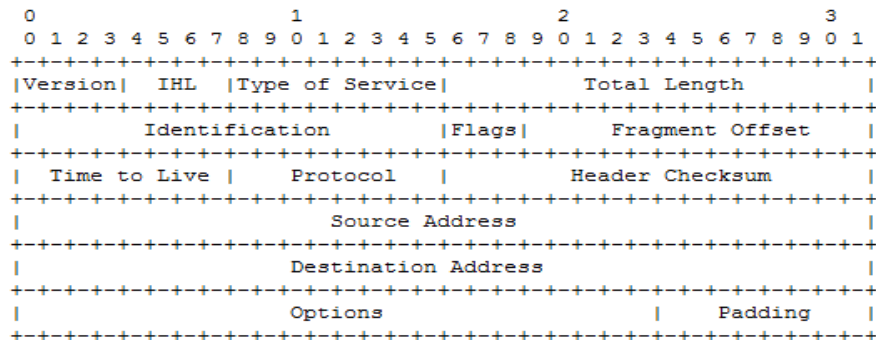 0                   1                   2                   3
0 1 2 3 4 5 6 7 8 9 0 1 2 3 4 5 6 7 8 9 0 1 2 3 4 5 6 7 8 9 0 1
+-+-+-+-+-+-+-+-+-+-+-+-+-+-+-+-+-+-+-+-+-+-+-+-+-+-+-+-+-+-+-+-+
|Version|  IHL  |Type of Service|          Total Length         |
+-+-+-+-+-+-+-+-+-+-+-+-+-+-+-+-+-+-+-+-+-+-+-+-+-+-+-+-+-+-+-+-+
|         Identification        |Flags|      Fragment Offset    |
+-+-+-+-+-+-+-+-+-+-+-+-+-+-+-+-+-+-+-+-+-+-+-+-+-+-+-+-+-+-+-+-+
|  Time to Live |    Protocol   |         Header Checksum       |
+-+-+-+-+-+-+-+-+-+-+-+-+-+-+-+-+-+-+-+-+-+-+-+-+-+-+-+-+-+-+-+-+
|                       Source Address                          |
+-+-+-+-+-+-+-+-+-+-+-+-+-+-+-+-+-+-+-+-+-+-+-+-+-+-+-+-+-+-+-+-+
|                    Destination Address                        |
+-+-+-+-+-+-+-+-+-+-+-+-+-+-+-+-+-+-+-+-+-+-+-+-+-+-+-+-+-+-+-+-+
|                    Options                    |    Padding    |
+-+-+-+-+-+-+-+-+-+-+-+-+-+-+-+-+-+-+-+-+-+-+-+-+-+-+-+-+-+-+-+-+